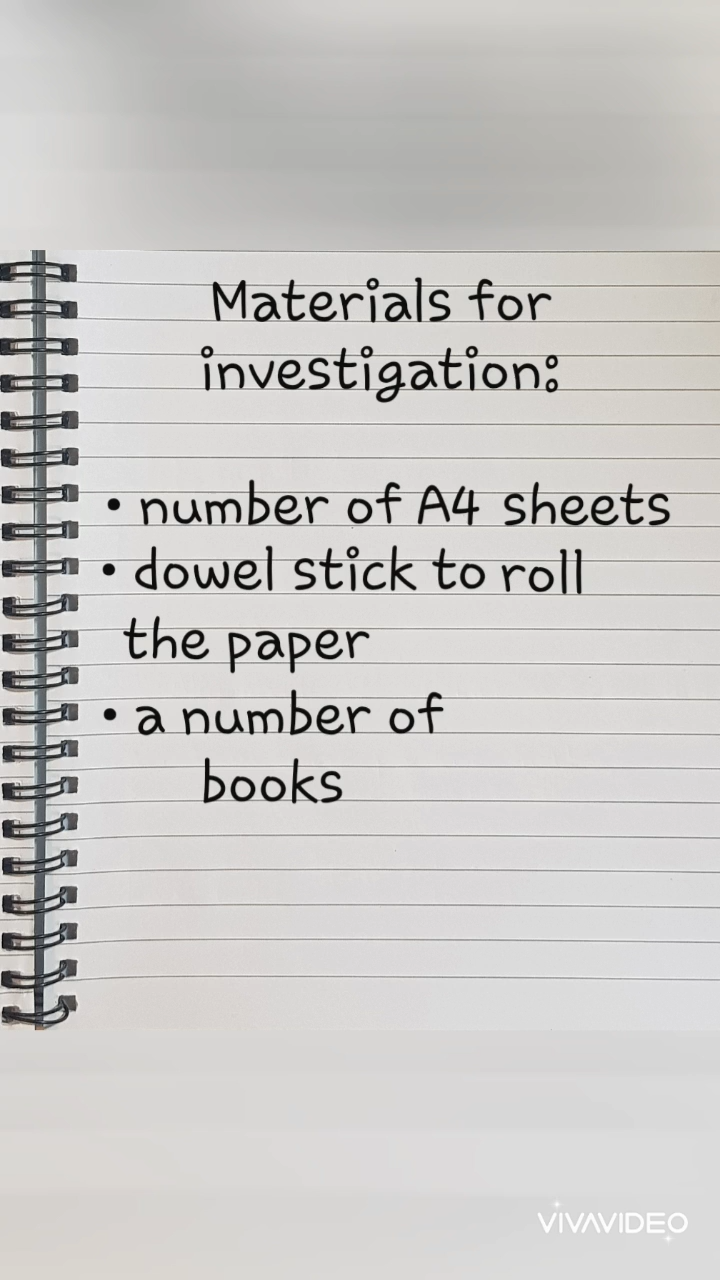 Materials for
investigation:
• number of A4 sheets
• dowel stick to roll
the paper
• a number of
books
VIVAVIDEO